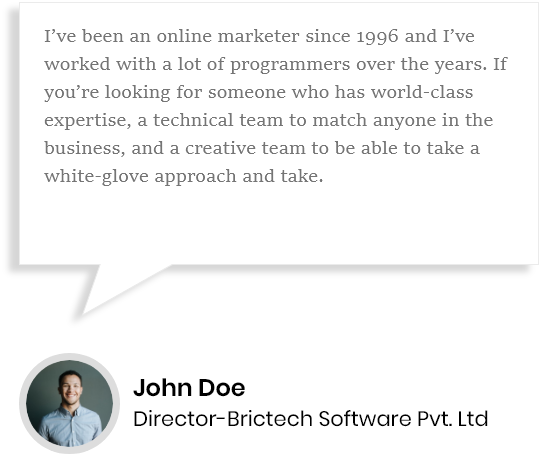 I’ve been an online marketer since 1996 and I’ve
worked with a lot of programmers over the years. If
you’re looking for someone who has world-class
expertise, a technical team to match anyone in the
business, and a creative team to be able to take a
white-glove approach and take.
John Doe
Director-Brictech Software Pvt. Ltd